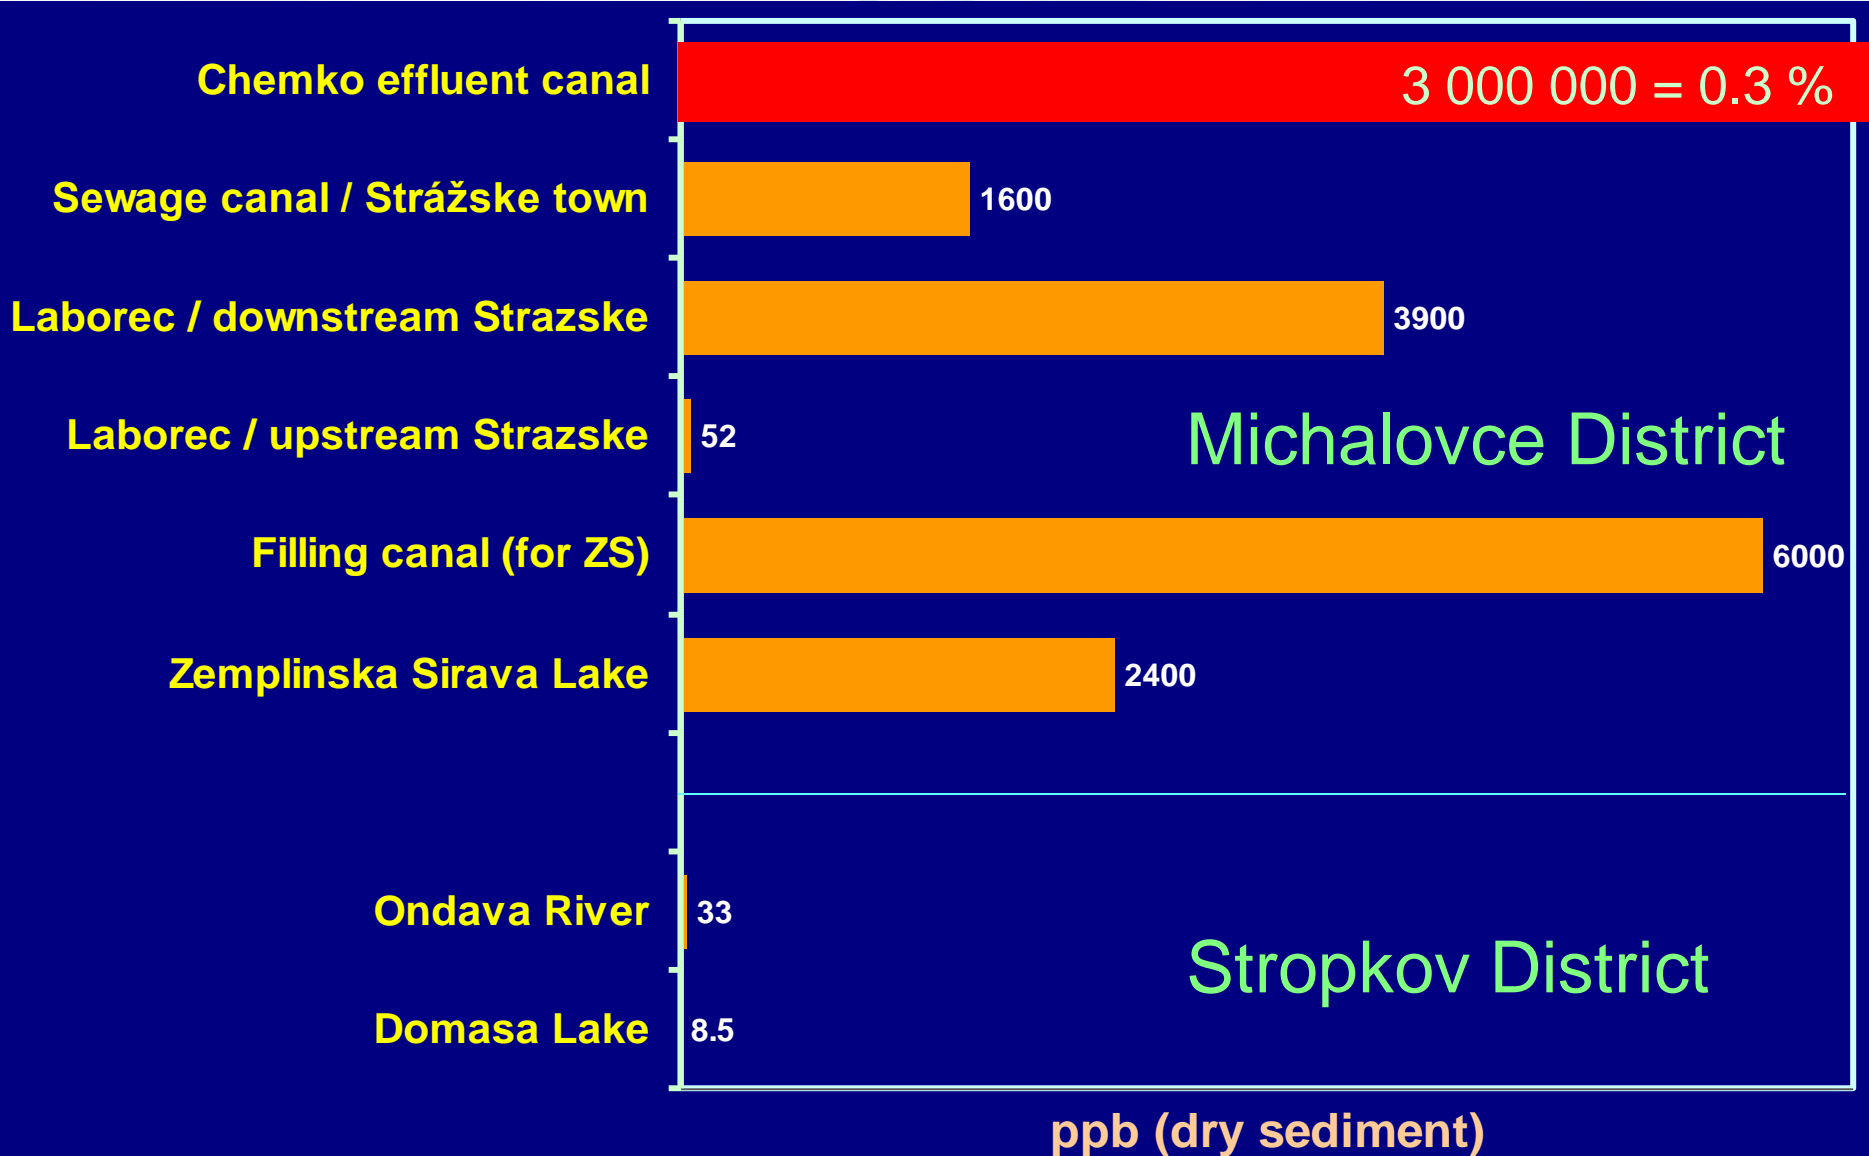 Chemko effluent canal
3 000 000 = 0.3 %
Sewage canal / Strážske town
1600
Laborec / downstream Strazske
3900
Laborec / upstream Strazske
52
Michalovce District
Filling canal (for ZS)
6000
Zemplinska Sirava Lake
2400
Ondava River
33
Stropkov District
Domasa Lake
8.5
ppb (dry sediment)